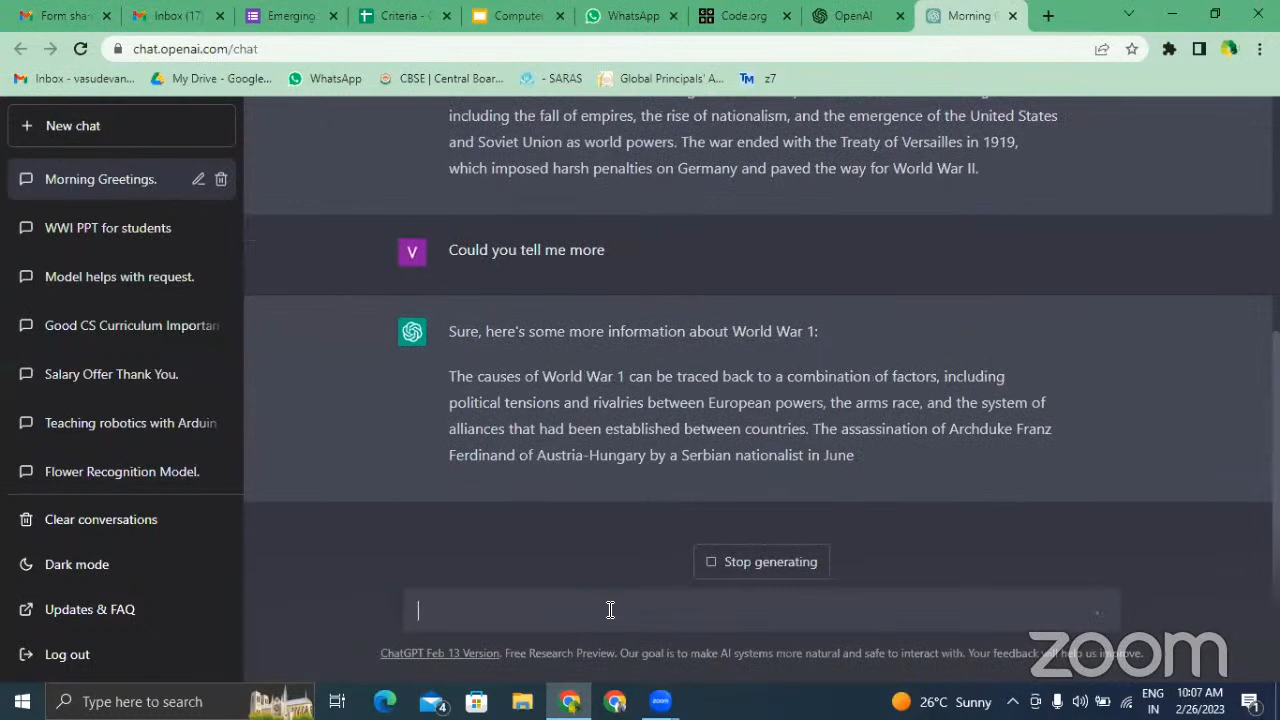 Form sha
Inbox (17)
Emerging
Criteria - G
Computer
WhatsApp
Code.org
OpenAI
Morning
chat.openai.com/chat
Inbox - vasudevan...
My Drive - Google...
WhatsApp
CBSE | Central Boar...
- SARAS
Global Principals' A...
TM
z7
+ New chat
Morning Greetings.
WWI PPT for students
Model helps with request.
Good CS Curriculum Importan
Salary Offer Thank You.
Teaching robotics with Arduin
Flower Recognition Model.
Clear conversations
Dark mode
Updates & FAQ
Log out
including the fall of empires, the rise of nationalism, and the emergence of the United States
and Soviet Union as world powers. The war ended with the Treaty of Versailles in 1919,
which imposed harsh penalties on Germany and paved the way for World War II.
V
Could you tell me more
Sure, here's some more information about World War 1:
The causes of World War 1 can be traced back to a combination of factors, including
political tensions and rivalries between European powers, the arms race, and the system of
alliances that had been established between countries. The assassination of Archduke Franz
Ferdinand of Austria-Hungary by a Serbian nationalist in June
Stop generating
ChatGPT Feb 13 Version. Free Research Preview. Our goal is to make AI systems more natural and safe to interact with. Your feedback will help us improve.
zoom
Type here to search
4
zoom
26°C Sunny
ENG
IN
10:07 AM
2/26/2023
1